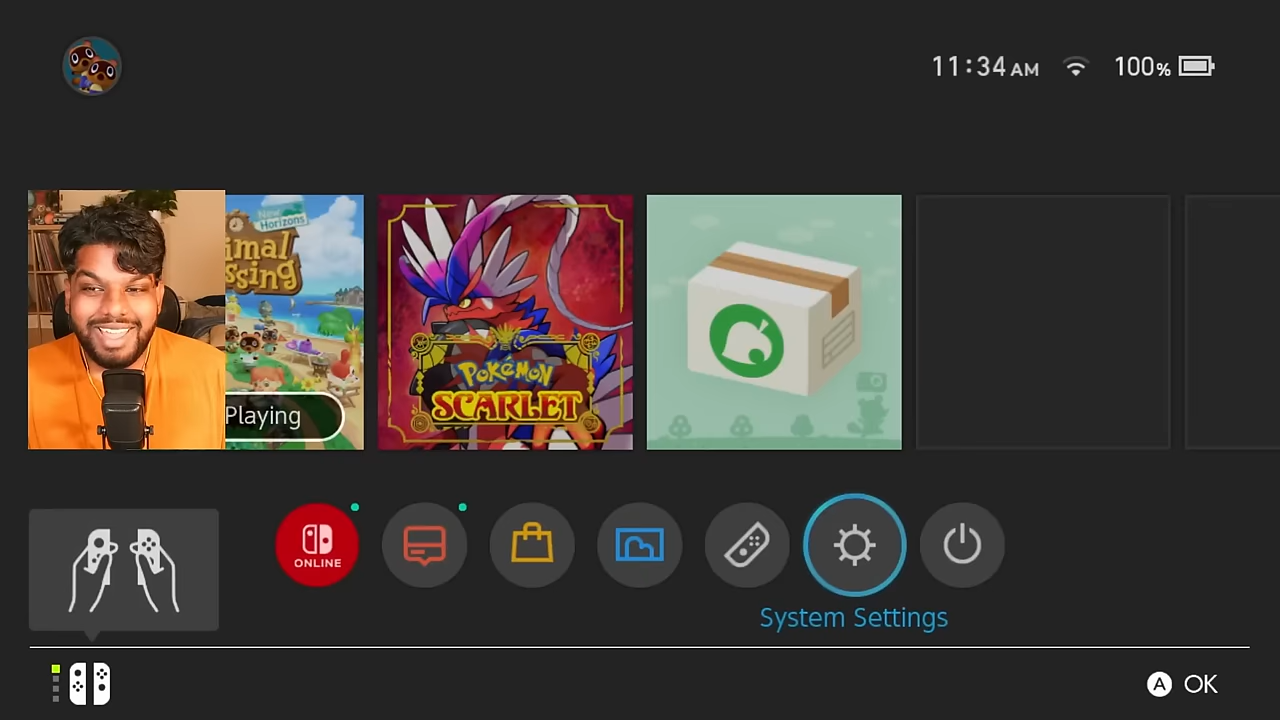 11:34 AM
100%
New
Horizons
imal
ssing
Playing
POKÉMON
SCARLET
ONLINE
System Settings
A OK